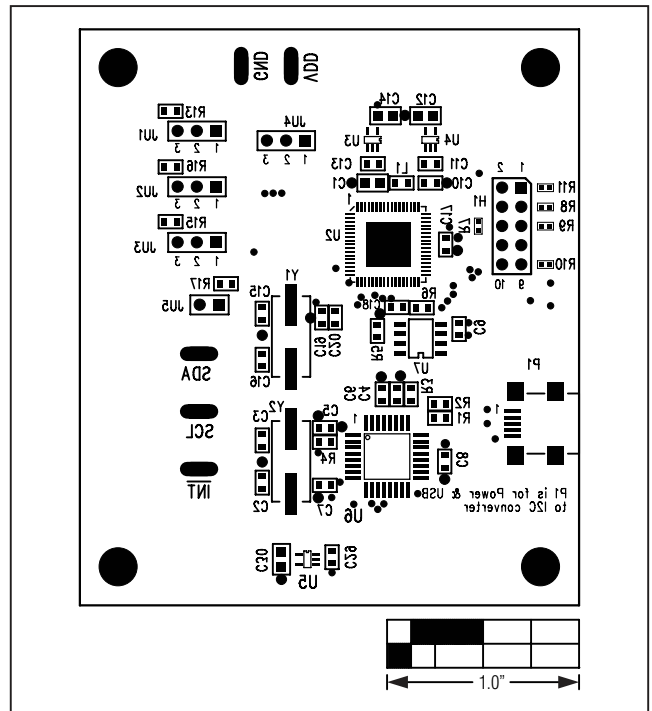 GND
VDD
C14
C12
R13
JU1
3 2 1
JU4
3 2 1
U3
U4
C13
L1
C11
R16
JU2
3 2 1
C1
C10
2 1
R11
R8
R9
R10
H1
10 9
1
U2
C17
R7
R15
JU3
3 2 1
R17
JU5
Y1
C15
C16
C19
C20
C18
R6
R5
U7
C9
SDA
P1
1
C6
C4
R3
R2
R1
Y2
C3
C2
C5
R4
C7
1
U6
C8
SCL
INT
P1 is for Power & USB
to I2C converter
C30
U5
C29
1.0”